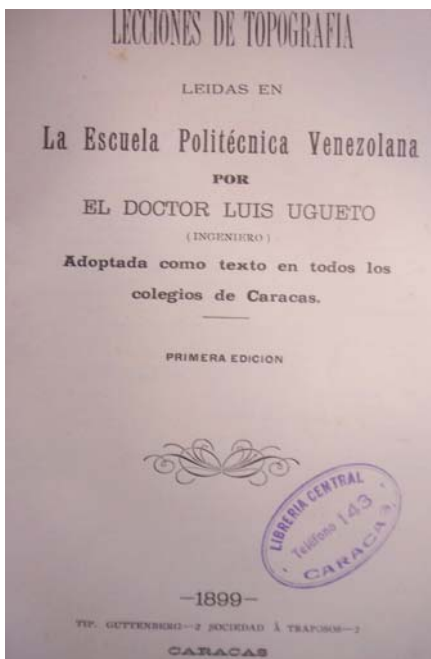 LECCIONES DE TOPOGRAFIA
LEIDAS EN
La Escuela Politécnica Venezolana
POR
EL DOCTOR LUIS UGUETO
(INGENIERO)
Adoptada como texto en todos los
colegios de Caracas.
PRIMERA EDICION
LIBRERIA CENTRAL
Teléfono 143
CARACAS
—1899—
TIP. GUTTENBERG—2 SOCIEDAD Á TRAPOSOS—2
CARACAS